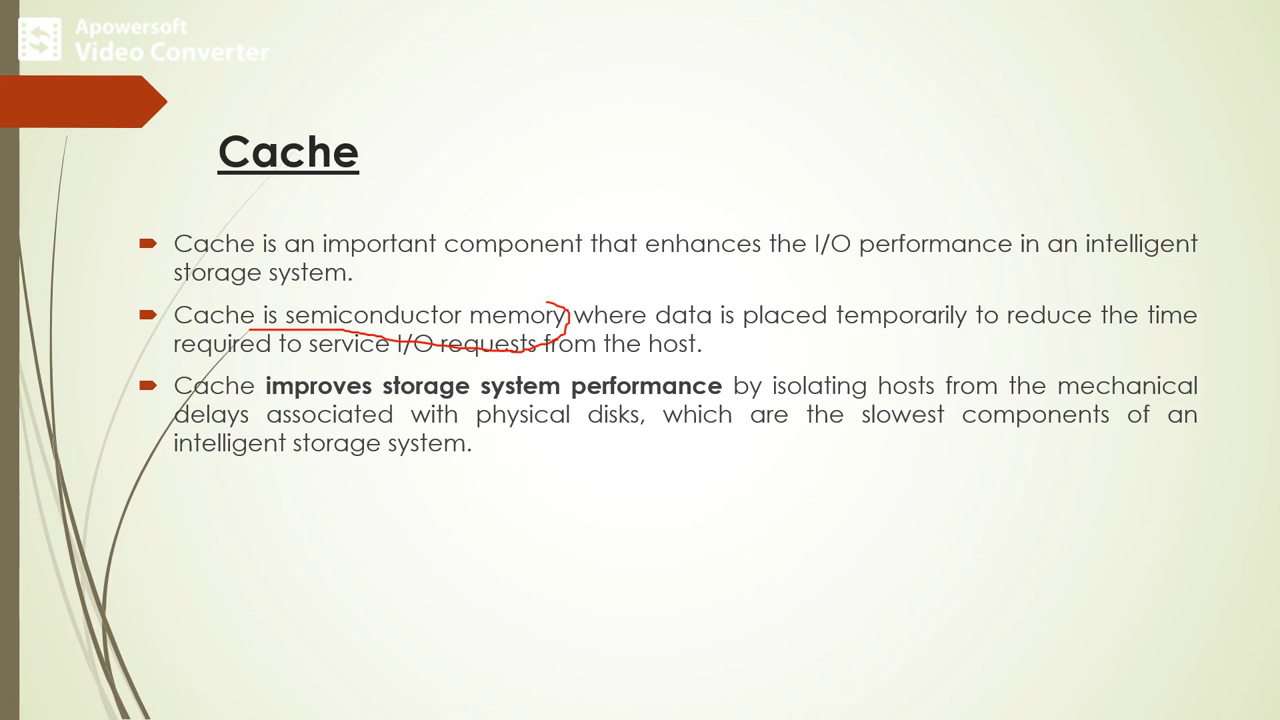 Apowersoft
Video Converter
Cache
Cache is an important component that enhances the I/O performance in an intelligent
storage system.
Cache is semiconductor memory where data is placed temporarily to reduce the time
required to service I/O requests from the host.
Cache improves storage system performance by isolating hosts from the mechanical
delays associated with physical disks, which are the slowest components of an
intelligent storage system.